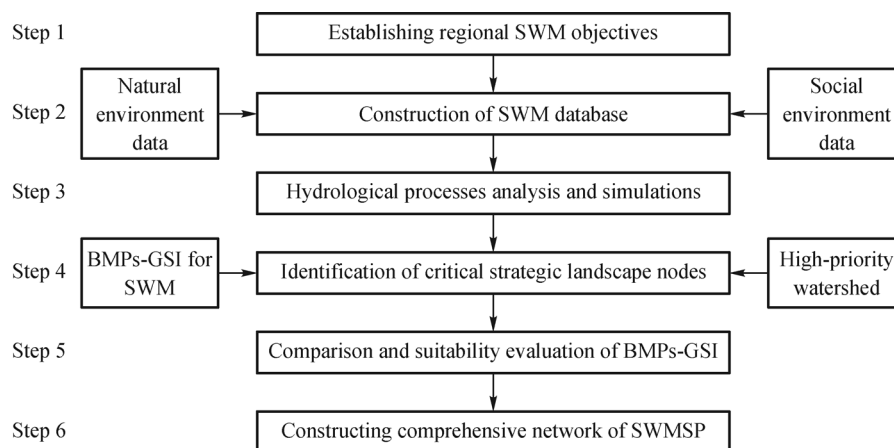 Step 1
Establishing regional SWM objectives
Natural
environment
data
Step 2
Construction of SWM database
Social
environment
data
Step 3
Hydrological processes analysis and simulations
Step 4
BMPs-GSI for
SWM
Identification of critical strategic landscape nodes
High-priority
watershed
Step 5
Comparison and suitability evaluation of BMPs-GSI
Step 6
Constructing comprehensive network of SWMSP